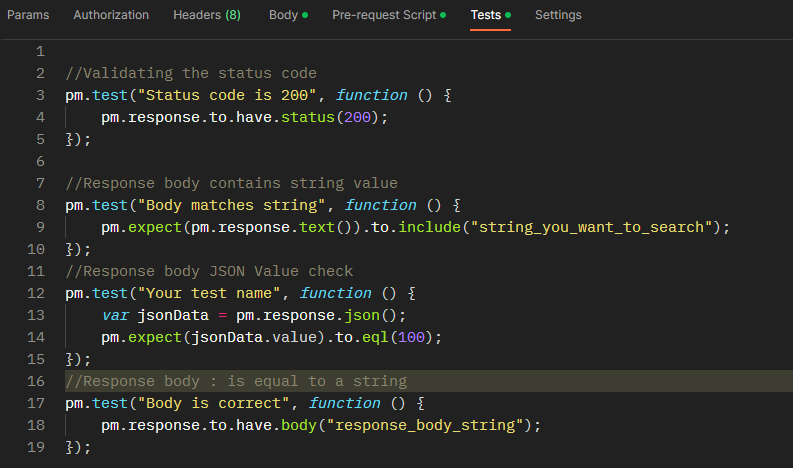 Params Authorization Headers (8) Body Pre-request Script Tests Settings
1
2 //Validating the status code
3 pm.test("Status code is 200", function () {
4 pm.response.to.have.status(200);
5 });
6
7 //Response body contains string value
8 pm.test("Body matches string", function () {
9 pm.expect(pm.response.text()).to.include("string_you_want_to_search");
10 });
11 //Response body JSON Value check
12 pm.test("Your test name", function () {
13 var jsonData = pm.response.json();
14 pm.expect(jsonData.value).to.eql(100);
15 });
16 //Response body : is equal to a string
17 pm.test("Body is correct", function () {
18 pm.response.to.have.body("response_body_string");
19 });